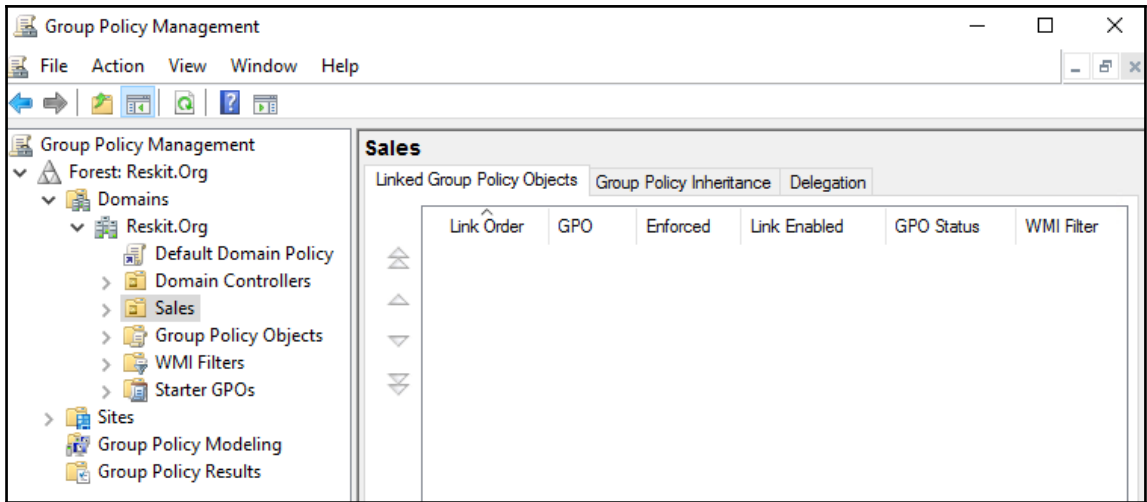 Group Policy Management
File Action View Window Help
Group Policy Management
Forest: Reskit.Org
Domains
Reskit.Org
Default Domain Policy
Domain Controllers
Sales
Group Policy Objects
WMI Filters
Starter GPOs
Sites
Group Policy Modeling
Group Policy Results
Sales
Linked Group Policy Objects Group Policy Inheritance Delegation
Link Order GPO Enforced Link Enabled GPO Status WMI Filter